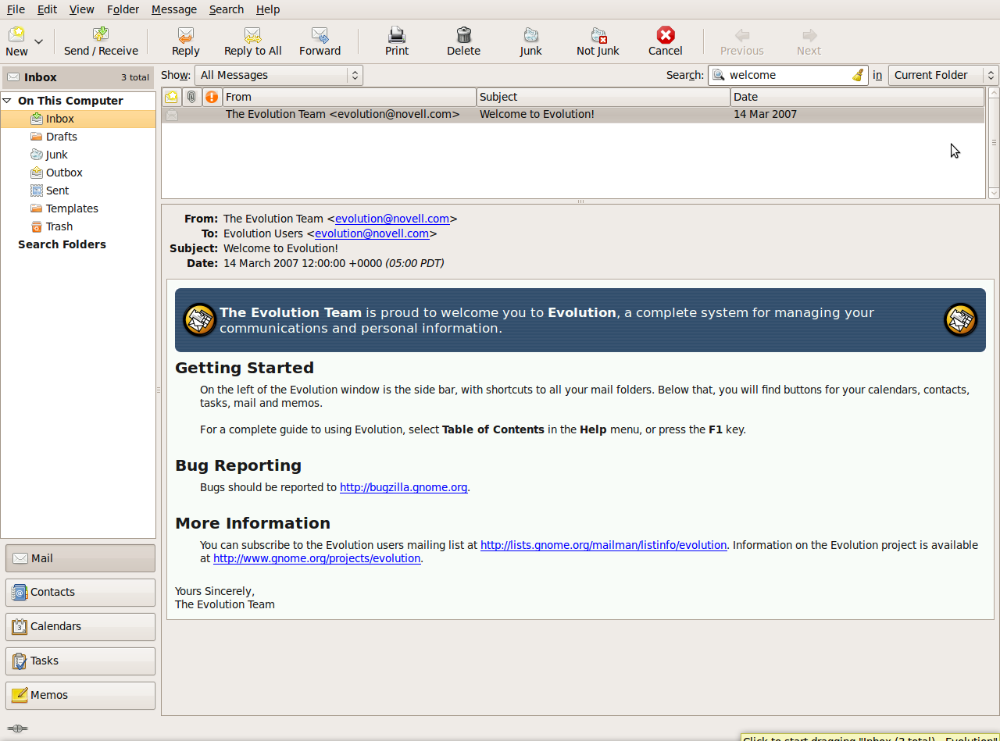 File Edit View Folder Message Search Help
New Send / Receive Reply Reply to All Forward Print Delete Junk Not Junk Cancel Previous Next
Inbox 3 total
Show: All Messages Search: welcome in Current Folder
From Subject Date
The Evolution Team <evolution@novell.com> Welcome to Evolution! 14 Mar 2007
On This Computer
Inbox
Drafts
Junk
Outbox
Sent
Templates
Trash
Search Folders
From: The Evolution Team <evolution@novell.com>
To: Evolution Users <evolution@novell.com>
Subject: Welcome to Evolution!
Date: 14 March 2007 12:00:00 +0000 (05:00 PDT)
The Evolution Team is proud to welcome you to Evolution, a complete system for managing your
communications and personal information.
Getting Started
On the left of the Evolution window is the side bar, with shortcuts to all your mail folders. Below that, you will find buttons for your calendars, contacts,
tasks, mail and memos.
For a complete guide to using Evolution, select Table of Contents in the Help menu, or press the F1 key.
Bug Reporting
Bugs should be reported to http://bugzilla.gnome.org.
More Information
You can subscribe to the Evolution users mailing list at http://lists.gnome.org/mailman/listinfo/evolution. Information on the Evolution project is available
at http://www.gnome.org/projects/evolution.
Yours Sincerely,
The Evolution Team
Mail
Contacts
Calendars
Tasks
Memos
Click to start dragging "Inbox (3 total) - Evolution"